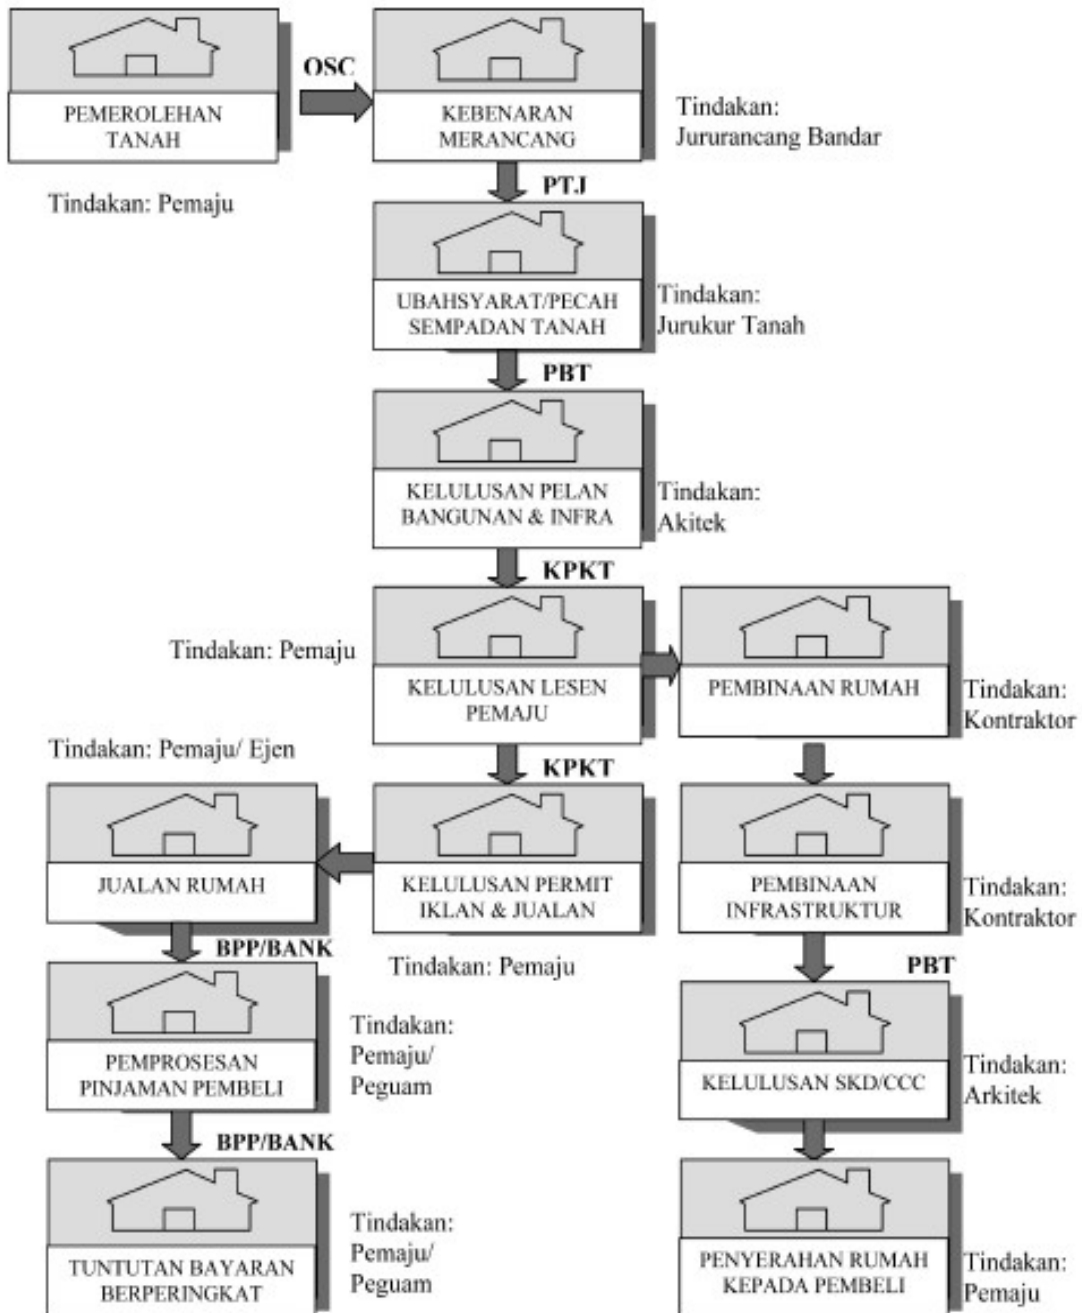 OSC
PEMEROLEHAN
TANAH
KEBENARAN
MERANCANG
Tindakan:
Jururancang Bandar
Tindakan: Pemaju
PTJ
UBAHSYARAT/PECAH
SEMPADAN TANAH
Tindakan:
Jurukur Tanah
PBT
KELULUSAN PELAN
BANGUNAN & INFRA
Tindakan:
Akitek
KPKT
Tindakan: Pemaju
KELULUSAN LESEN
PEMAJU
PEMBINAAN RUMAH
Tindakan:
Kontraktor
Tindakan: Pemaju/ Ejen
KPKT
JUALAN RUMAH
KELULUSAN PERMIT
IKLAN & JUALAN
PEMBINAAN
INFRASTRUKTUR
Tindakan:
Kontraktor
BPP/BANK
Tindakan: Pemaju
PBT
PEMPROSESAN
PINJAMAN PEMBELI
Tindakan:
Pemaju/
Peguam
KELULUSAN SKD/CCC
Tindakan:
Arkitek
BPP/BANK
TUNTUTAN BAYARAN
BERPERINGKAT
Tindakan:
Pemaju/
Peguam
PENYERAHAN RUMAH
KEPADA PEMBELI
Tindakan:
Pemaju